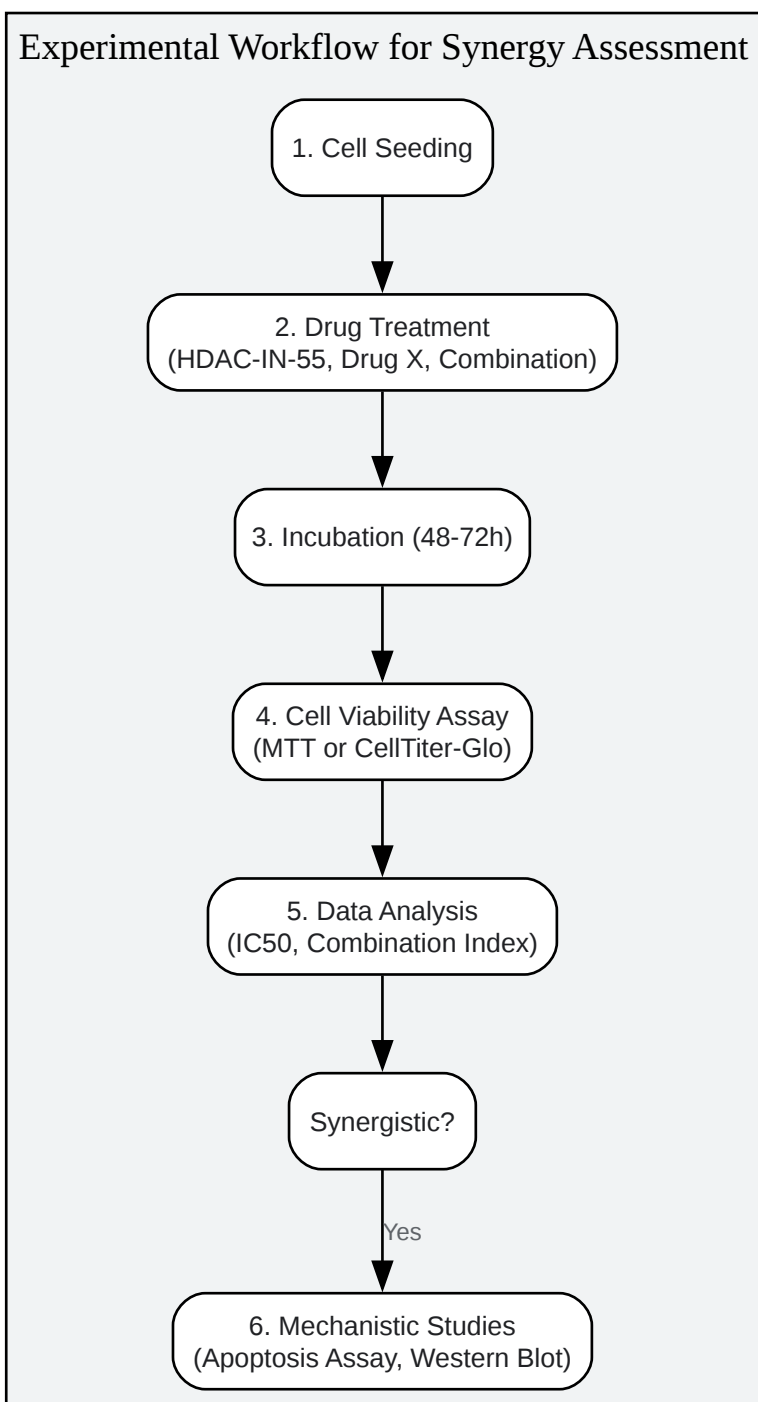 Experimental Workflow for Synergy Assessment
1. Cell Seeding
2. Drug Treatment
(HDAC-IN-55, Drug X, Combination)
3. Incubation (48-72h)
4. Cell Viability Assay
(MTT or CellTiter-Glo)
5. Data Analysis
(IC50, Combination Index)
Synergistic?
Yes
6. Mechanistic Studies
(Apoptosis Assay, Western Blot)